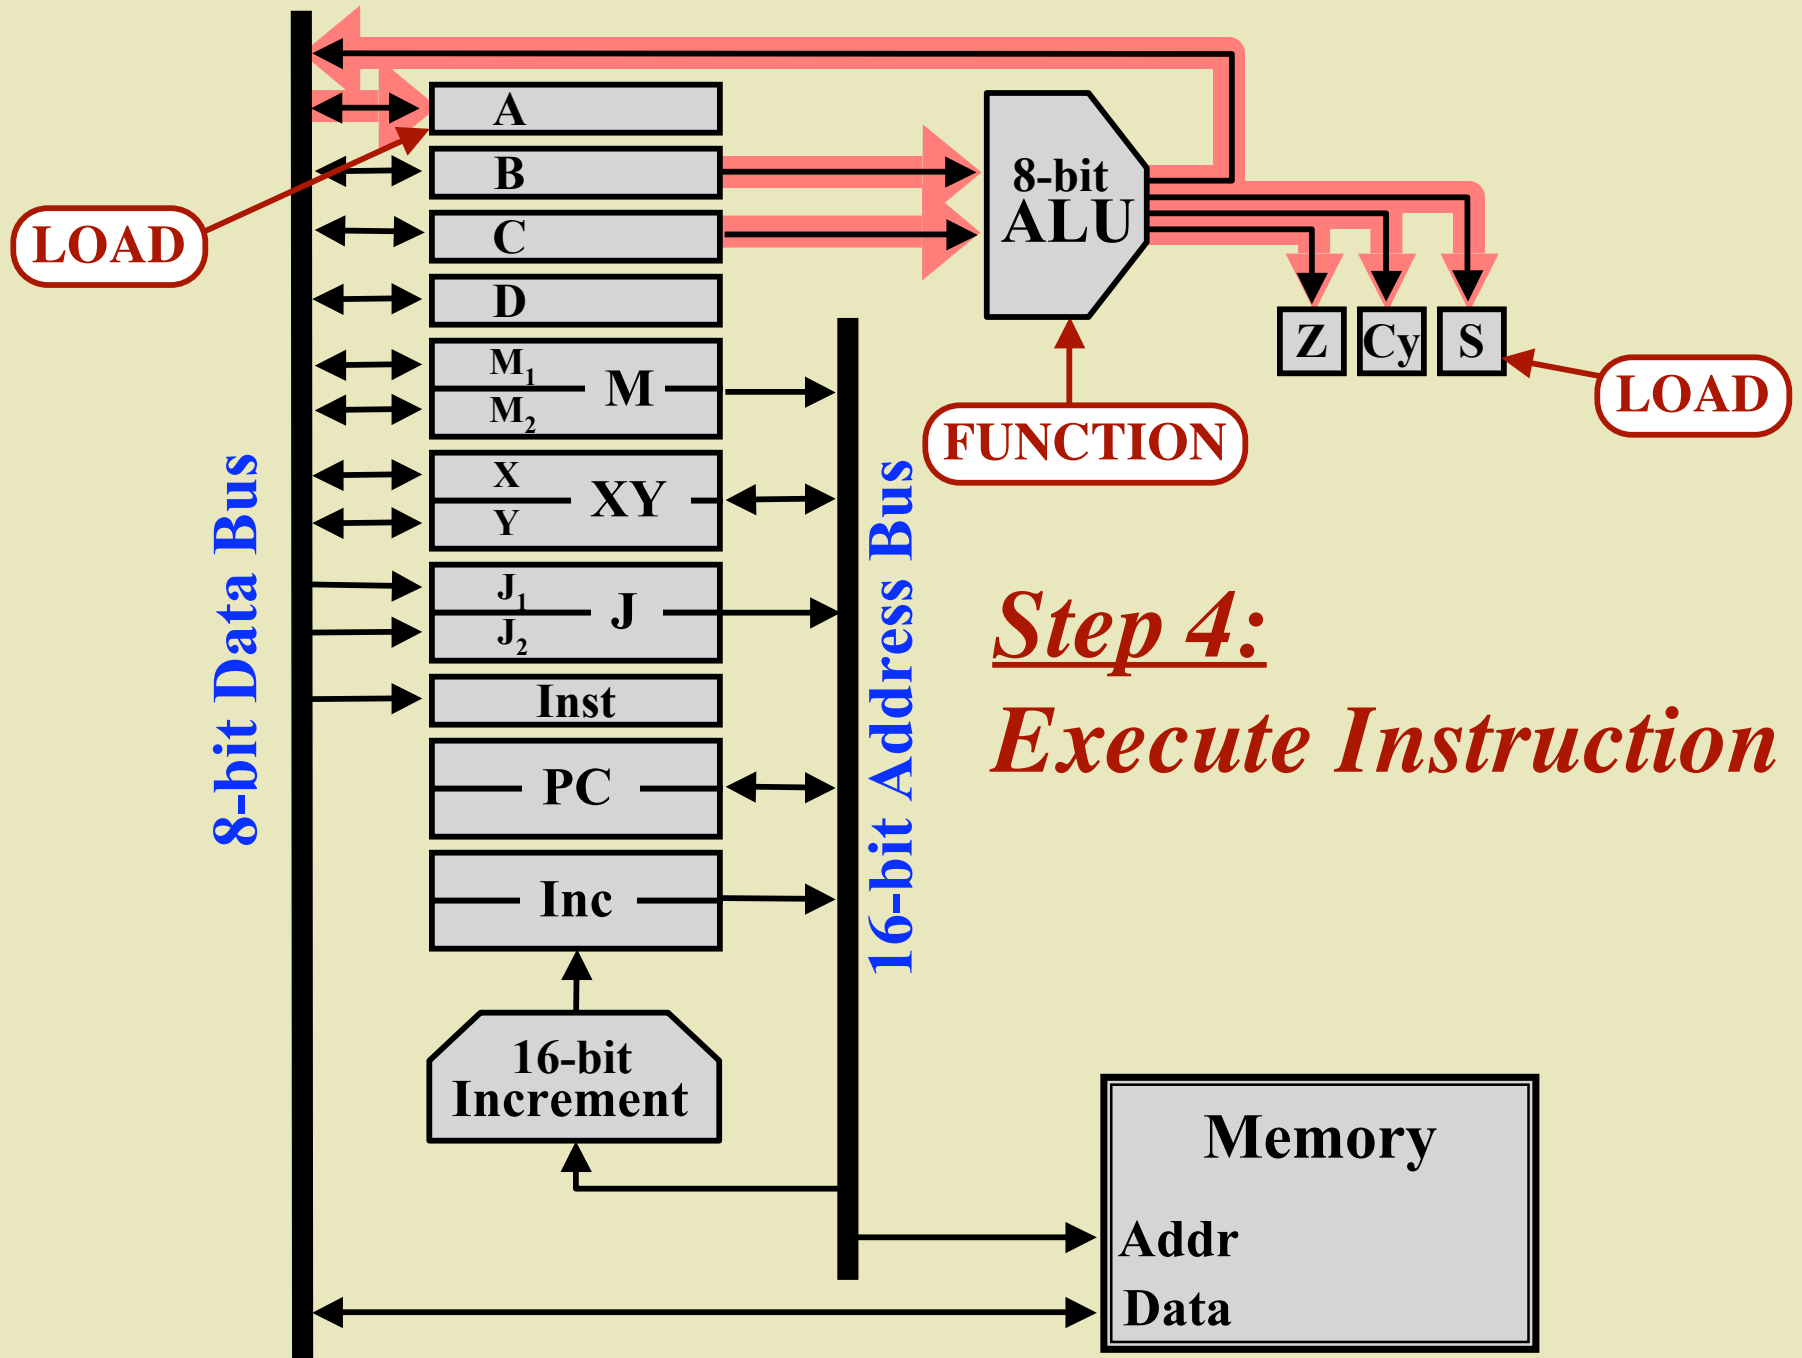 A
B
C
D
M1
M
M2
X
XY
Y
J1
J
J2
Inst
PC
Inc
16-bit
Increment
8-bit
ALU
Z
Cy
S
LOAD
FUNCTION
LOAD
8-bit Data Bus
16-bit Address Bus
Step 4:
Execute Instruction
Memory
Addr
Data